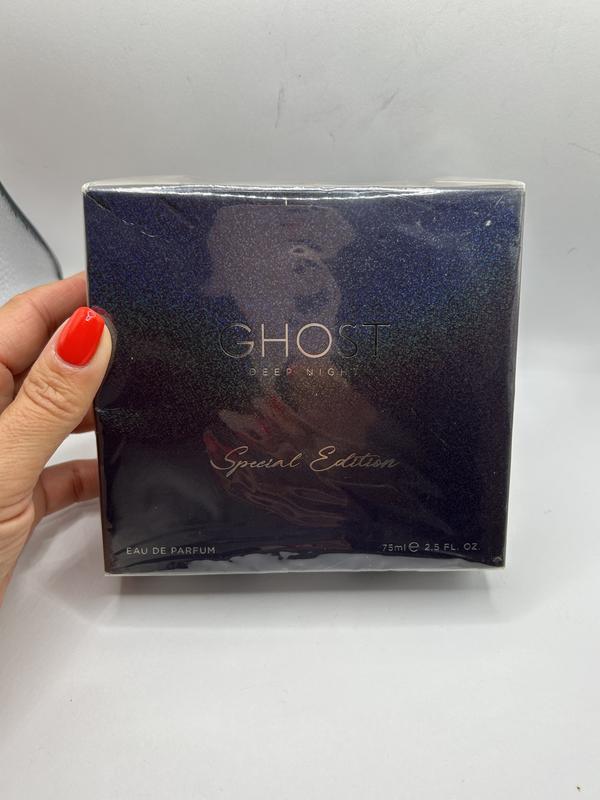 GHOST
DEEP NIGHT
Special Edition
EAU DE PARFUM
75ml ℮ 2.5 FL. OZ.